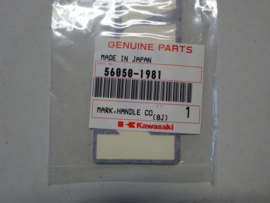 GENUINE PARTS
MADE IN JAPAN
56050-1981
MARK,HANDLE CO
(BJ)
1
Kawasaki